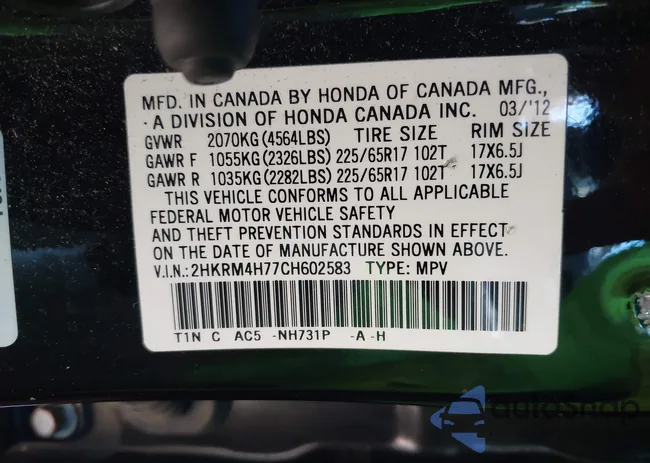 MFD. IN CANADA BY HONDA OF CANADA MFG.,
- A DIVISION OF HONDA CANADA INC. 03/'12
GVWR 2070KG(4564LBS) TIRE SIZE RIM SIZE
GAWR F 1055KG(2326LBS) 225/65R17 102T 17X6.5J
GAWR R 1035KG(2282LBS) 225/65R17 102T 17X6.5J
THIS VEHICLE CONFORMS TO ALL APPLICABLE
FEDERAL MOTOR VEHICLE SAFETY
AND THEFT PREVENTION STANDARDS IN EFFECT
ON THE DATE OF MANUFACTURE SHOWN ABOVE.
V.I.N.: 2HKRM4H77CH602583 TYPE: MPV
T1N C AC5 -NH731P -A -H
autoSnap